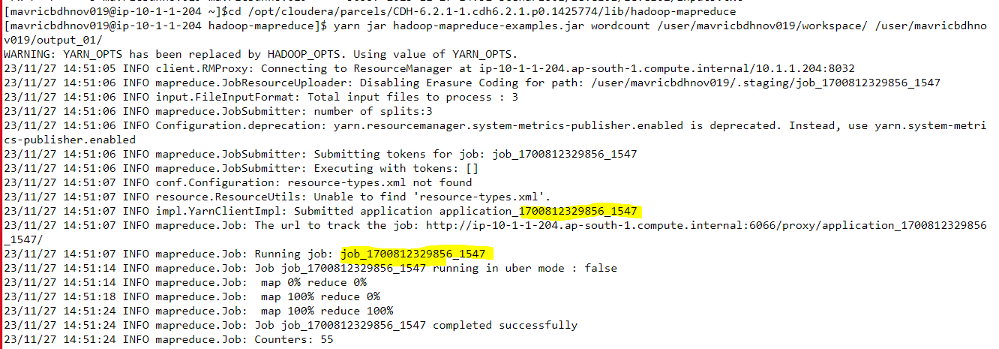 [mavricbdhnov019@ip-10-1-1-204 ~]$cd /opt/cloudera/parcels/CDH-6.2.1-1.cdh6.2.1.p0.1425774/lib/hadoop-mapreduce
[mavricbdhnov019@ip-10-1-1-204 hadoop-mapreduce]$ yarn jar hadoop-mapreduce-examples.jar wordcount /user/mavricbdhnov019/workspace/ /user/mavricbdhno
v019/output_01/
WARNING: YARN_OPTS has been replaced by HADOOP_OPTS. Using value of YARN_OPTS.
23/11/27 14:51:05 INFO client.RMProxy: Connecting to ResourceManager at ip-10-1-1-204.ap-south-1.compute.internal/10.1.1.204:8032
23/11/27 14:51:06 INFO mapreduce.JobResourceUploader: Disabling Erasure Coding for path: /user/mavricbdhnov019/.staging/job_1700812329856_1547
23/11/27 14:51:06 INFO input.FileInputFormat: Total input files to process : 3
23/11/27 14:51:06 INFO mapreduce.JobSubmitter: number of splits:3
23/11/27 14:51:06 INFO Configuration.deprecation: yarn.resourcemanager.system-metrics-publisher.enabled is deprecated. Instead, use yarn.system-metri
cs-publisher.enabled
23/11/27 14:51:06 INFO mapreduce.JobSubmitter: Submitting tokens for job: job_1700812329856_1547
23/11/27 14:51:06 INFO mapreduce.JobSubmitter: Executing with tokens: []
23/11/27 14:51:07 INFO conf.Configuration: resource-types.xml not found
23/11/27 14:51:07 INFO resource.ResourceUtils: Unable to find 'resource-types.xml'.
23/11/27 14:51:07 INFO impl.YarnClientImpl: Submitted application application_1700812329856_1547
23/11/27 14:51:07 INFO mapreduce.Job: The url to track the job: http://ip-10-1-1-204.ap-south-1.compute.internal:6066/proxy/application_1700812329856
_1547/
23/11/27 14:51:07 INFO mapreduce.Job: Running job: job_1700812329856_1547
23/11/27 14:51:14 INFO mapreduce.Job: Job job_1700812329856_1547 running in uber mode : false
23/11/27 14:51:14 INFO mapreduce.Job:  map 0% reduce 0%
23/11/27 14:51:18 INFO mapreduce.Job:  map 100% reduce 0%
23/11/27 14:51:24 INFO mapreduce.Job:  map 100% reduce 100%
23/11/27 14:51:24 INFO mapreduce.Job: Job job_1700812329856_1547 completed successfully
23/11/27 14:51:24 INFO mapreduce.Job: Counters: 55